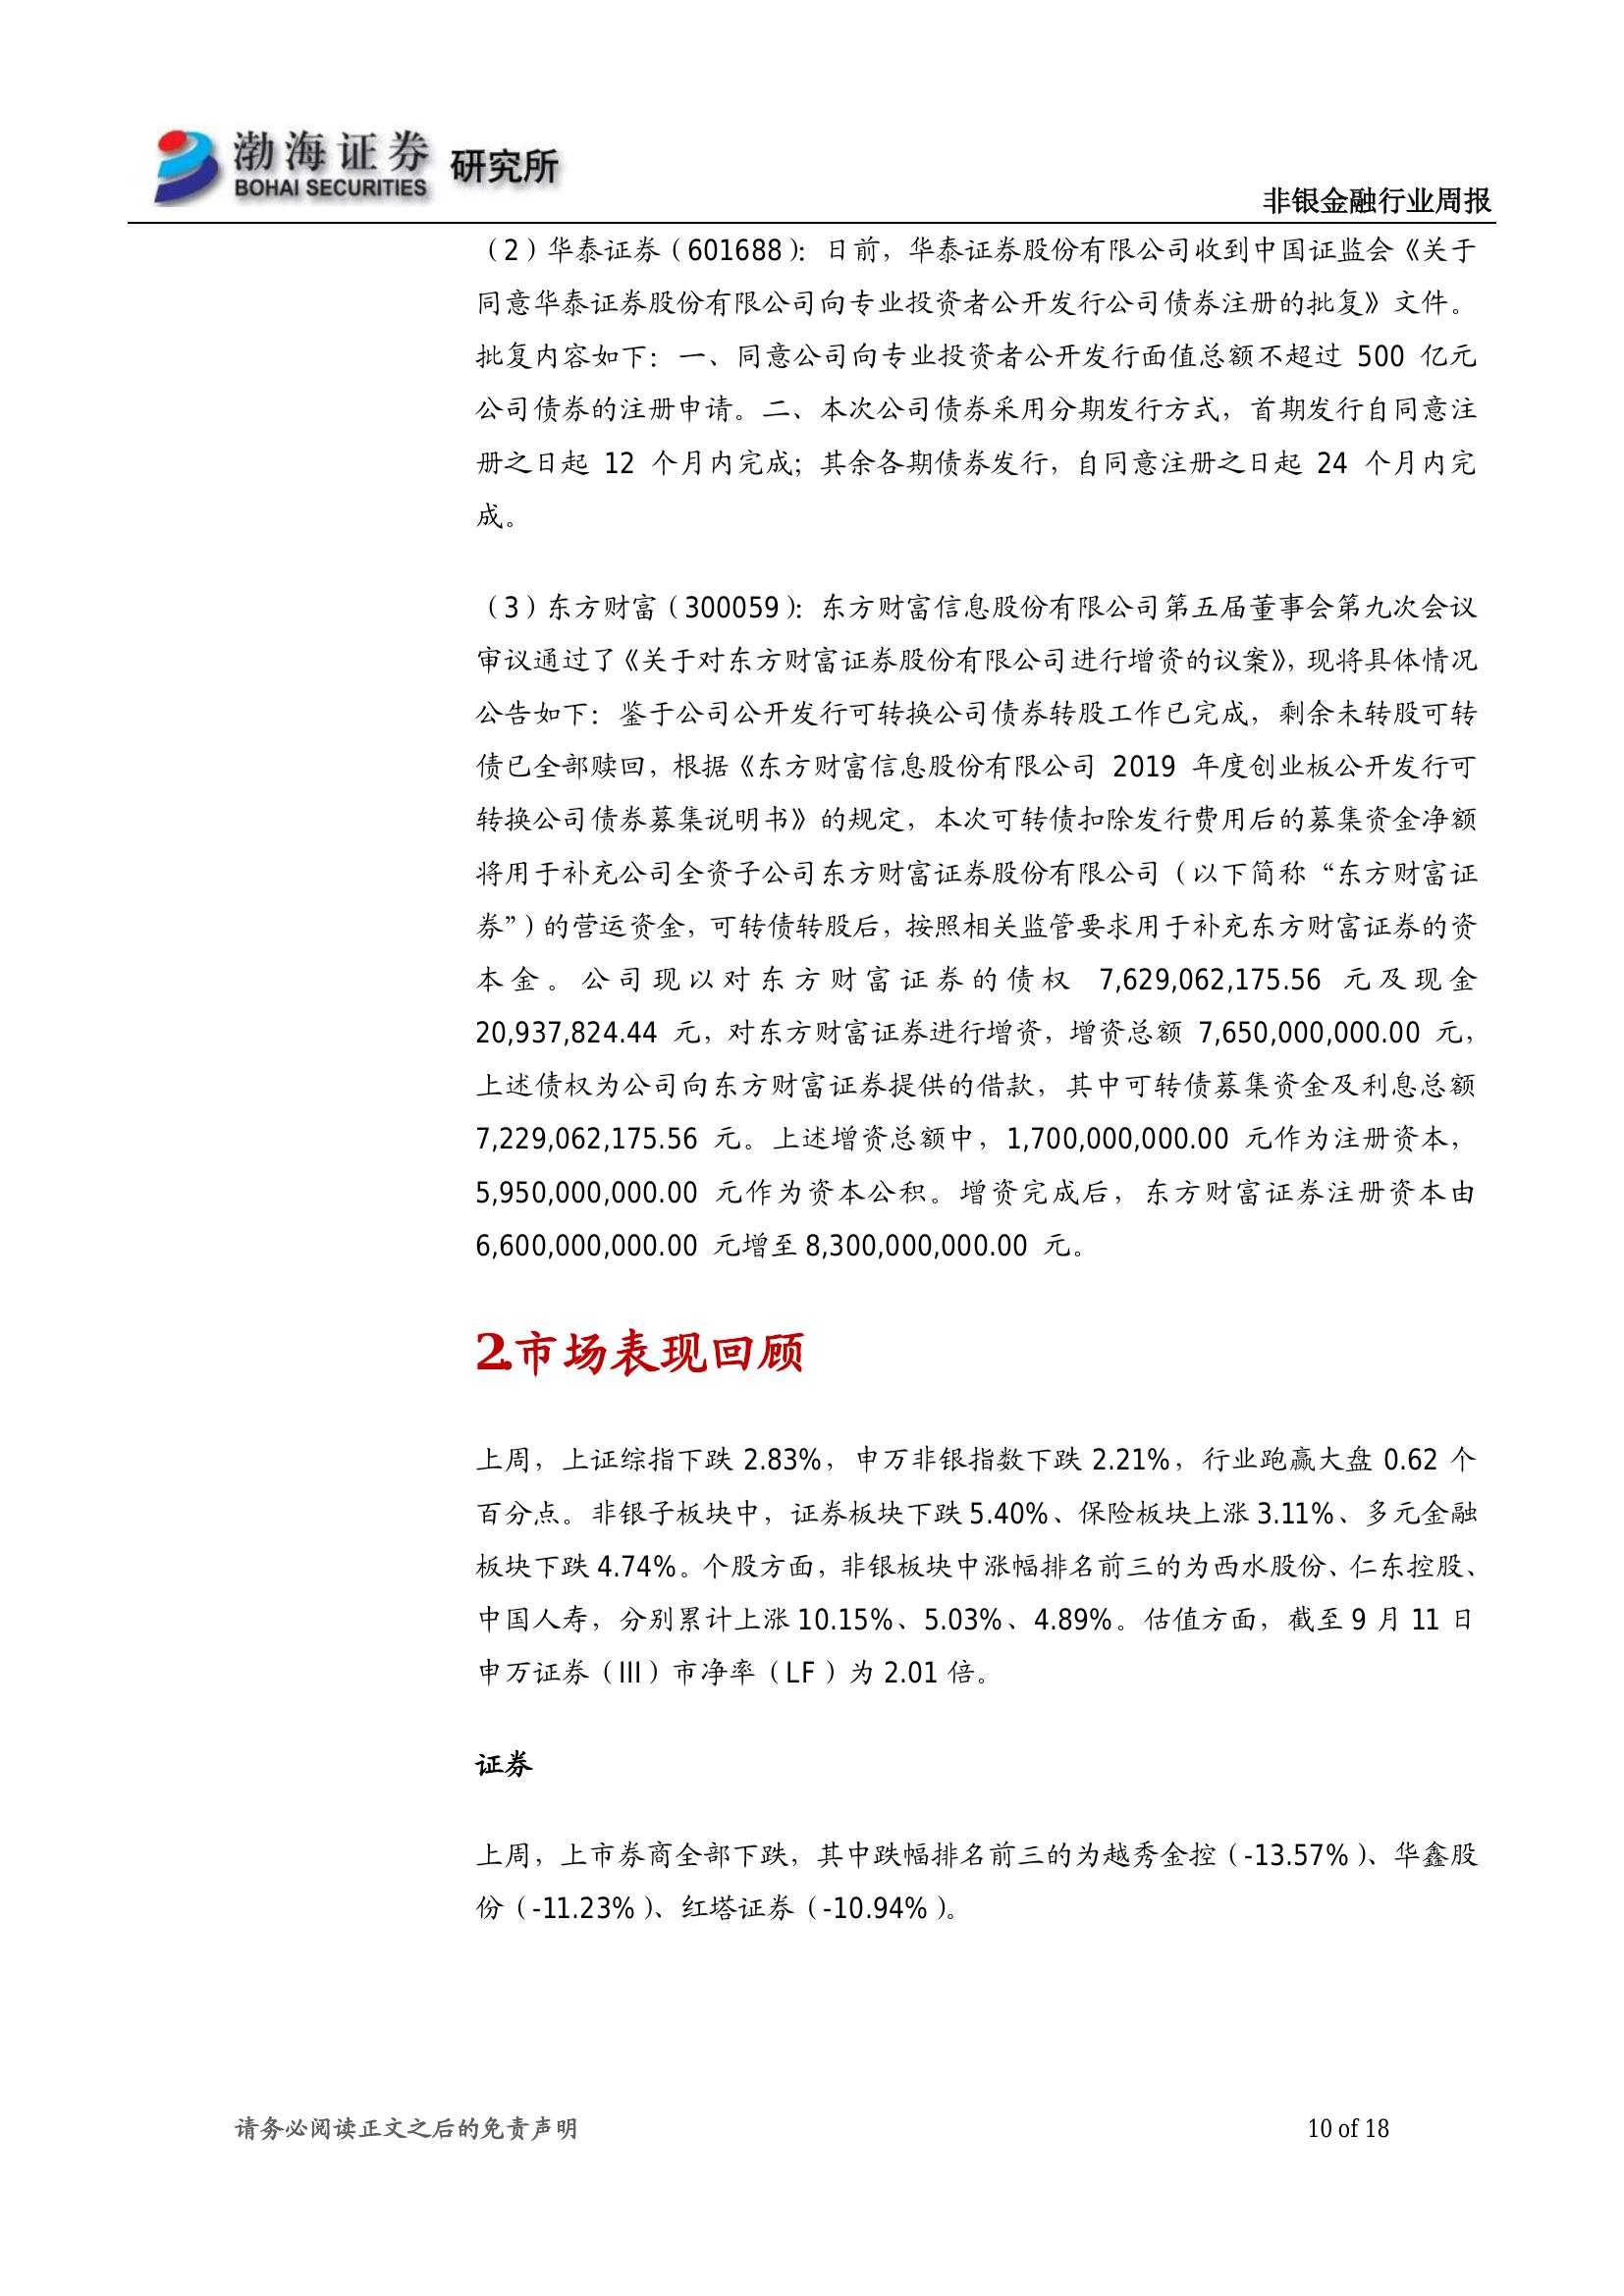 渤海证券 研究所
BOHAI SECURITIES
非银金融行业周报
（2）华泰证券（601688）：日前，华泰证券股份有限公司收到中国证监会《关于
同意华泰证券股份有限公司向专业投资者公开发行公司债券注册的批复》文件。
批复内容如下：一、同意公司向专业投资者公开发行面值总额不超过 500 亿元
公司债券的注册申请。二、本次公司债券采用分期发行方式，首期发行自同意注
册之日起 12 个月内完成；其余各期债券发行，自同意注册之日起 24 个月内完
成。
（3）东方财富（300059）：东方财富信息股份有限公司第五届董事会第九次会议
审议通过了《关于对东方财富证券股份有限公司进行增资的议案》，现将具体情况
公告如下：鉴于公司公开发行可转换公司债券转股工作已完成，剩余未转股可转
债已全部赎回，根据《东方财富信息股份有限公司 2019 年度创业板公开发行可
转换公司债券募集说明书》的规定，本次可转债扣除发行费用后的募集资金净额
将用于补充公司全资子公司东方财富证券股份有限公司（以下简称“东方财富证
券”）的营运资金，可转债转股后，按照相关监管要求用于补充东方财富证券的资
本金。公司现以对东方财富证券的债权 7,629,062,175.56 元及现金
20,937,824.44 元，对东方财富证券进行增资，增资总额 7,650,000,000.00 元，
上述债权为公司向东方财富证券提供的借款，其中可转债募集资金及利息总额
7,229,062,175.56 元。上述增资总额中，1,700,000,000.00 元作为注册资本，
5,950,000,000.00 元作为资本公积。增资完成后，东方财富证券注册资本由
6,600,000,000.00 元增至 8,300,000,000.00 元。
2.市场表现回顾
上周，上证综指下跌 2.83%，申万非银指数下跌 2.21%，行业跑赢大盘 0.62 个
百分点。非银子板块中，证券板块下跌 5.40%、保险板块上涨 3.11%、多元金融
板块下跌 4.74%。个股方面，非银板块中涨幅排名前三的为西水股份、仁东控股、
中国人寿，分别累计上涨 10.15%、5.03%、4.89%。估值方面，截至 9 月 11 日
申万证券（III）市净率（LF）为 2.01 倍。
证券
上周，上市券商全部下跌，其中跌幅排名前三的为越秀金控（-13.57%）、华鑫股
份（-11.23%）、红塔证券（-10.94%）。
请务必阅读正文之后的免责声明
10 of 18